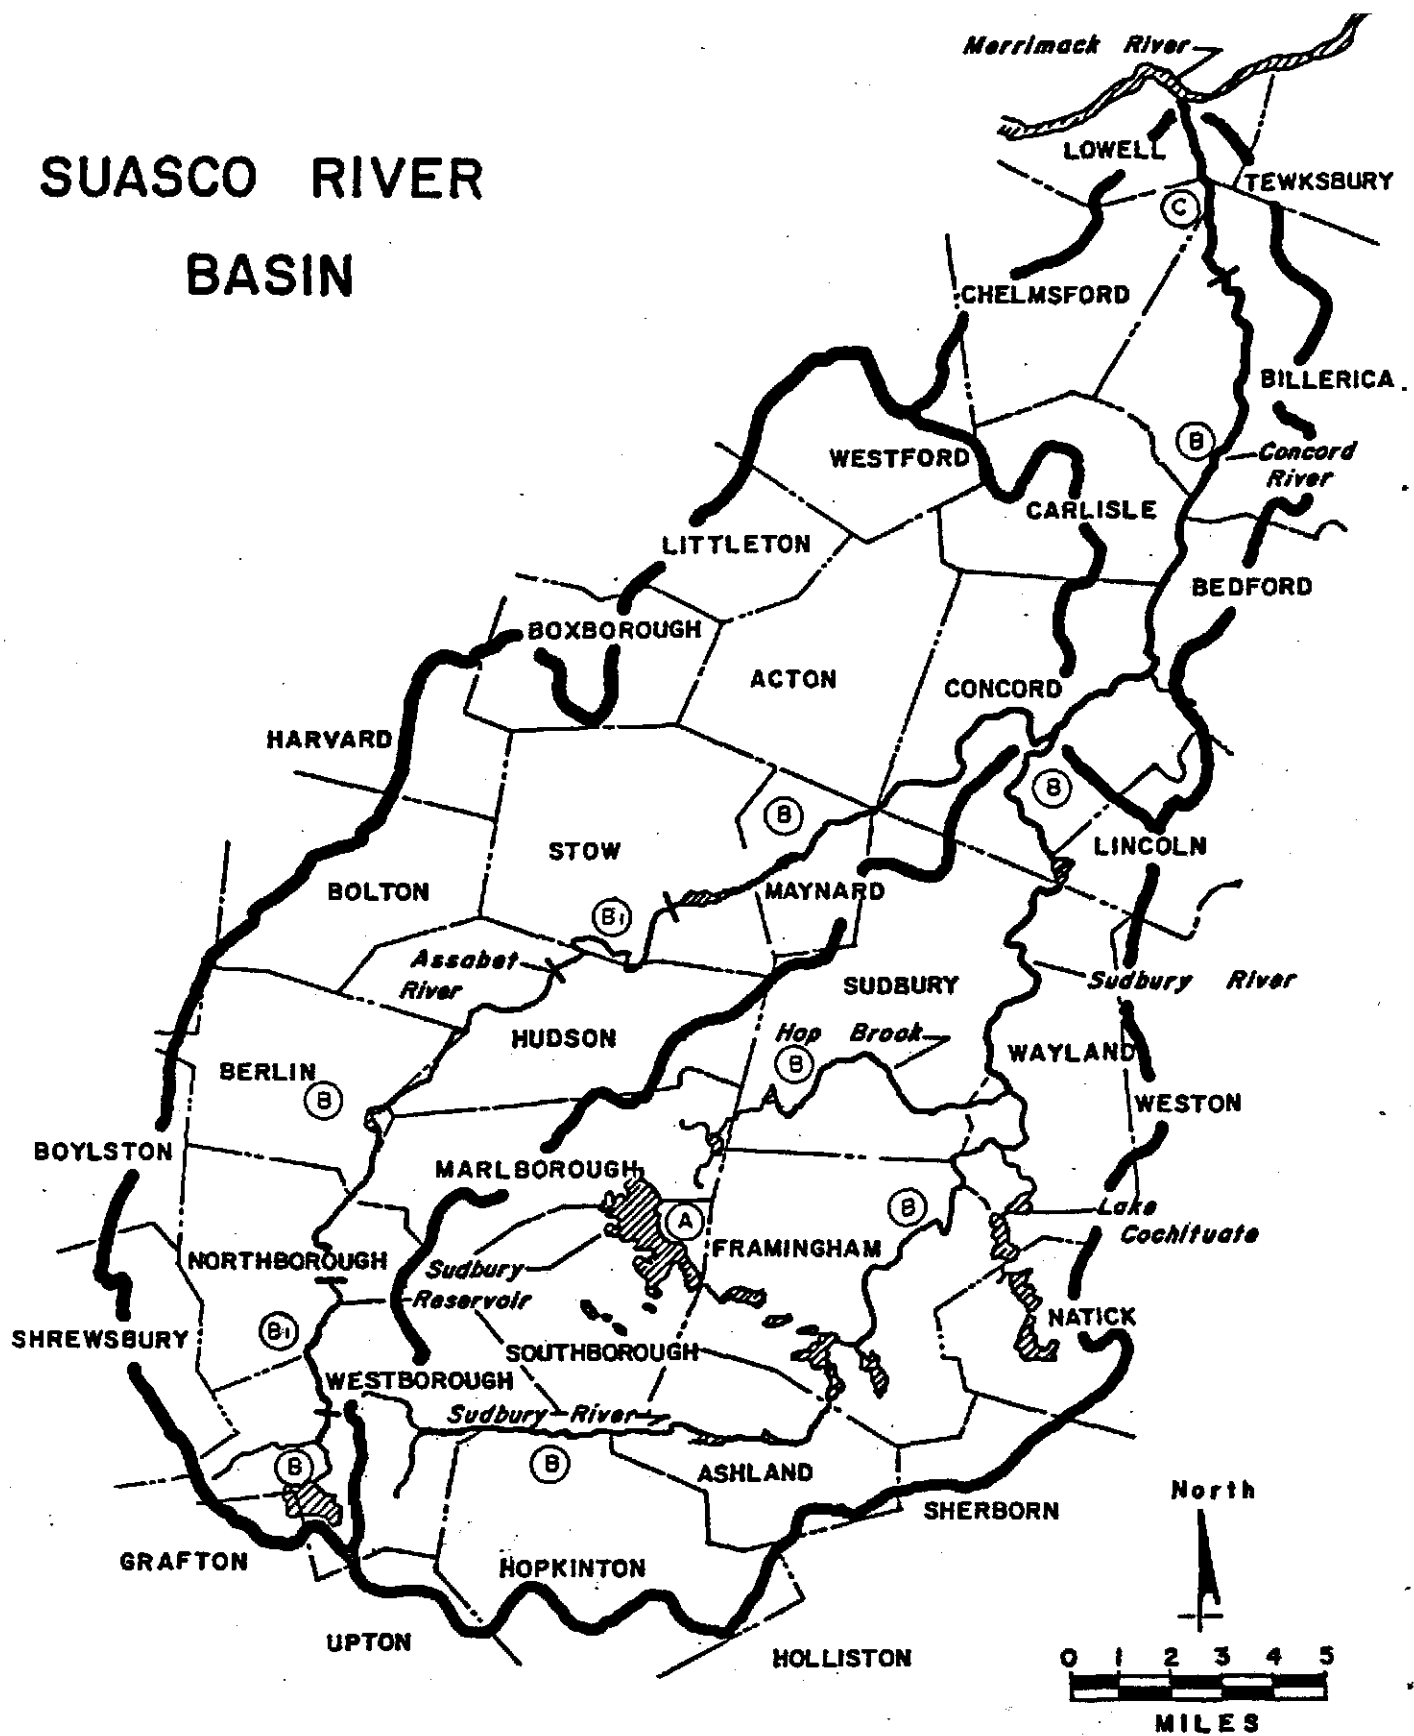 Merrimack River
SUASCO RIVER
BASIN
LOWELL
TEWKSBURY
C
CHELMSFORD
BILLERICA
B
Concord
River
WESTFORD
CARLISLE
LITTLETON
BEDFORD
BOXBOROUGH
ACTON
CONCORD
HARVARD
B
B
STOW
LINCOLN
BOLTON
MAYNARD
B1
Assabet
River
SUDBURY
Sudbury River
HUDSON
Hop Brook
WAYLAND
B
BERLIN
B
WESTON
BOYLSTON
MARLBOROUGH
A
B
Lake
Cochituate
NORTHBOROUGH
FRAMINGHAM
Sudbury
Reservoir
NATICK
B1
SHREWSBURY
SOUTHBOROUGH
WESTBOROUGH
Sudbury River
B
B
ASHLAND
SHERBORN
North
GRAFTON
HOPKINTON
UPTON
HOLLISTON
0 1 2 3 4 5
MILES